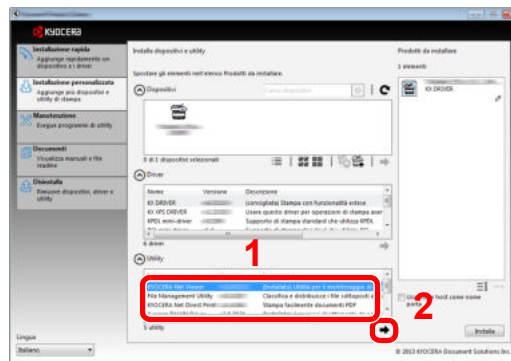 KYOCERA
Installazione rapida
Aggiunge rapidamente un
dispositivo e i driver
Installazione personalizzata
Aggiunge più dispositivi e
utility di stampa
Manutenzione
Esegue programmi di utility
Documenti
Visualizza manuali e file
readme
Disinstalla
Rimuove dispositivi, driver e
utility
Lingua
Italiano
Installa dispositivi e utility
Spostare gli elementi nell'elenco Prodotti da installare.
Dispositivi
Cerca dispositivi
0 di 1 dispositivi selezionati
Driver
Nome Versione Descrizione
KX DRIVER (consigliato) Stampa con funzionalità estese
KX XPS DRIVER Usare questo driver per operazioni di stampa avan
KPDL mini-driver Supporto di stampa standard che utilizza KPDL
6 driver
1
Utility
KYOCERA Net Viewer (Installato) Utilità per il monitoraggio di
File Management Utility Classifica e distribuisce i file sottoposti a
KYOCERA Net Direct Print Stampa facilmente documenti PDF
5 utility
2
Prodotti da installare
1 elementi
KX DRIVER
host come nome
porta
Installa
© 2013 KYOCERA Document Solutions Inc.